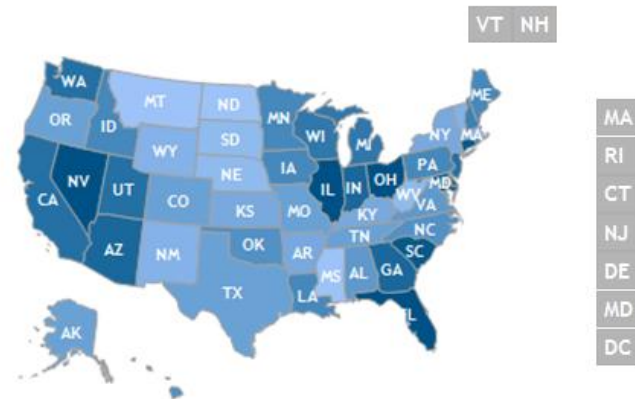 VT NH
WA
MT
ND
MN
ME
OR
ID
SD
WI
MI
NY
MA
MA
WY
RI
IA
PA
NE
NV
UT
CO
IL
IN
OH
MD
CT
CA
KS
MO
KY
WV
VA
NJ
AZ
NM
OK
AR
TN
NC
SC
DE
TX
LA
MS
AL
GA
MD
FL
AK
DC